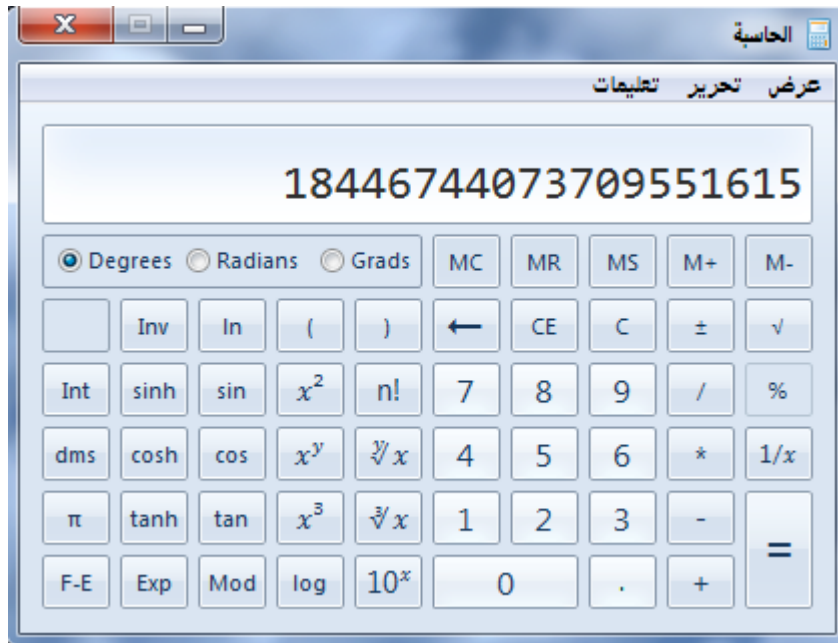 الحاسبة
عرض تحرير تعليمات
18446744073709551615
Degrees Radians Grads MC MR MS M+ M-
Inv In ( ) ← CE C ± √
Int sinh sin x² n! 7 8 9 / %
dms cosh cos xʸ ʸ√x 4 5 6 * 1/x
π tanh tan x³ ³√x 1 2 3 - =
F-E Exp Mod log 10ˣ 0 . +